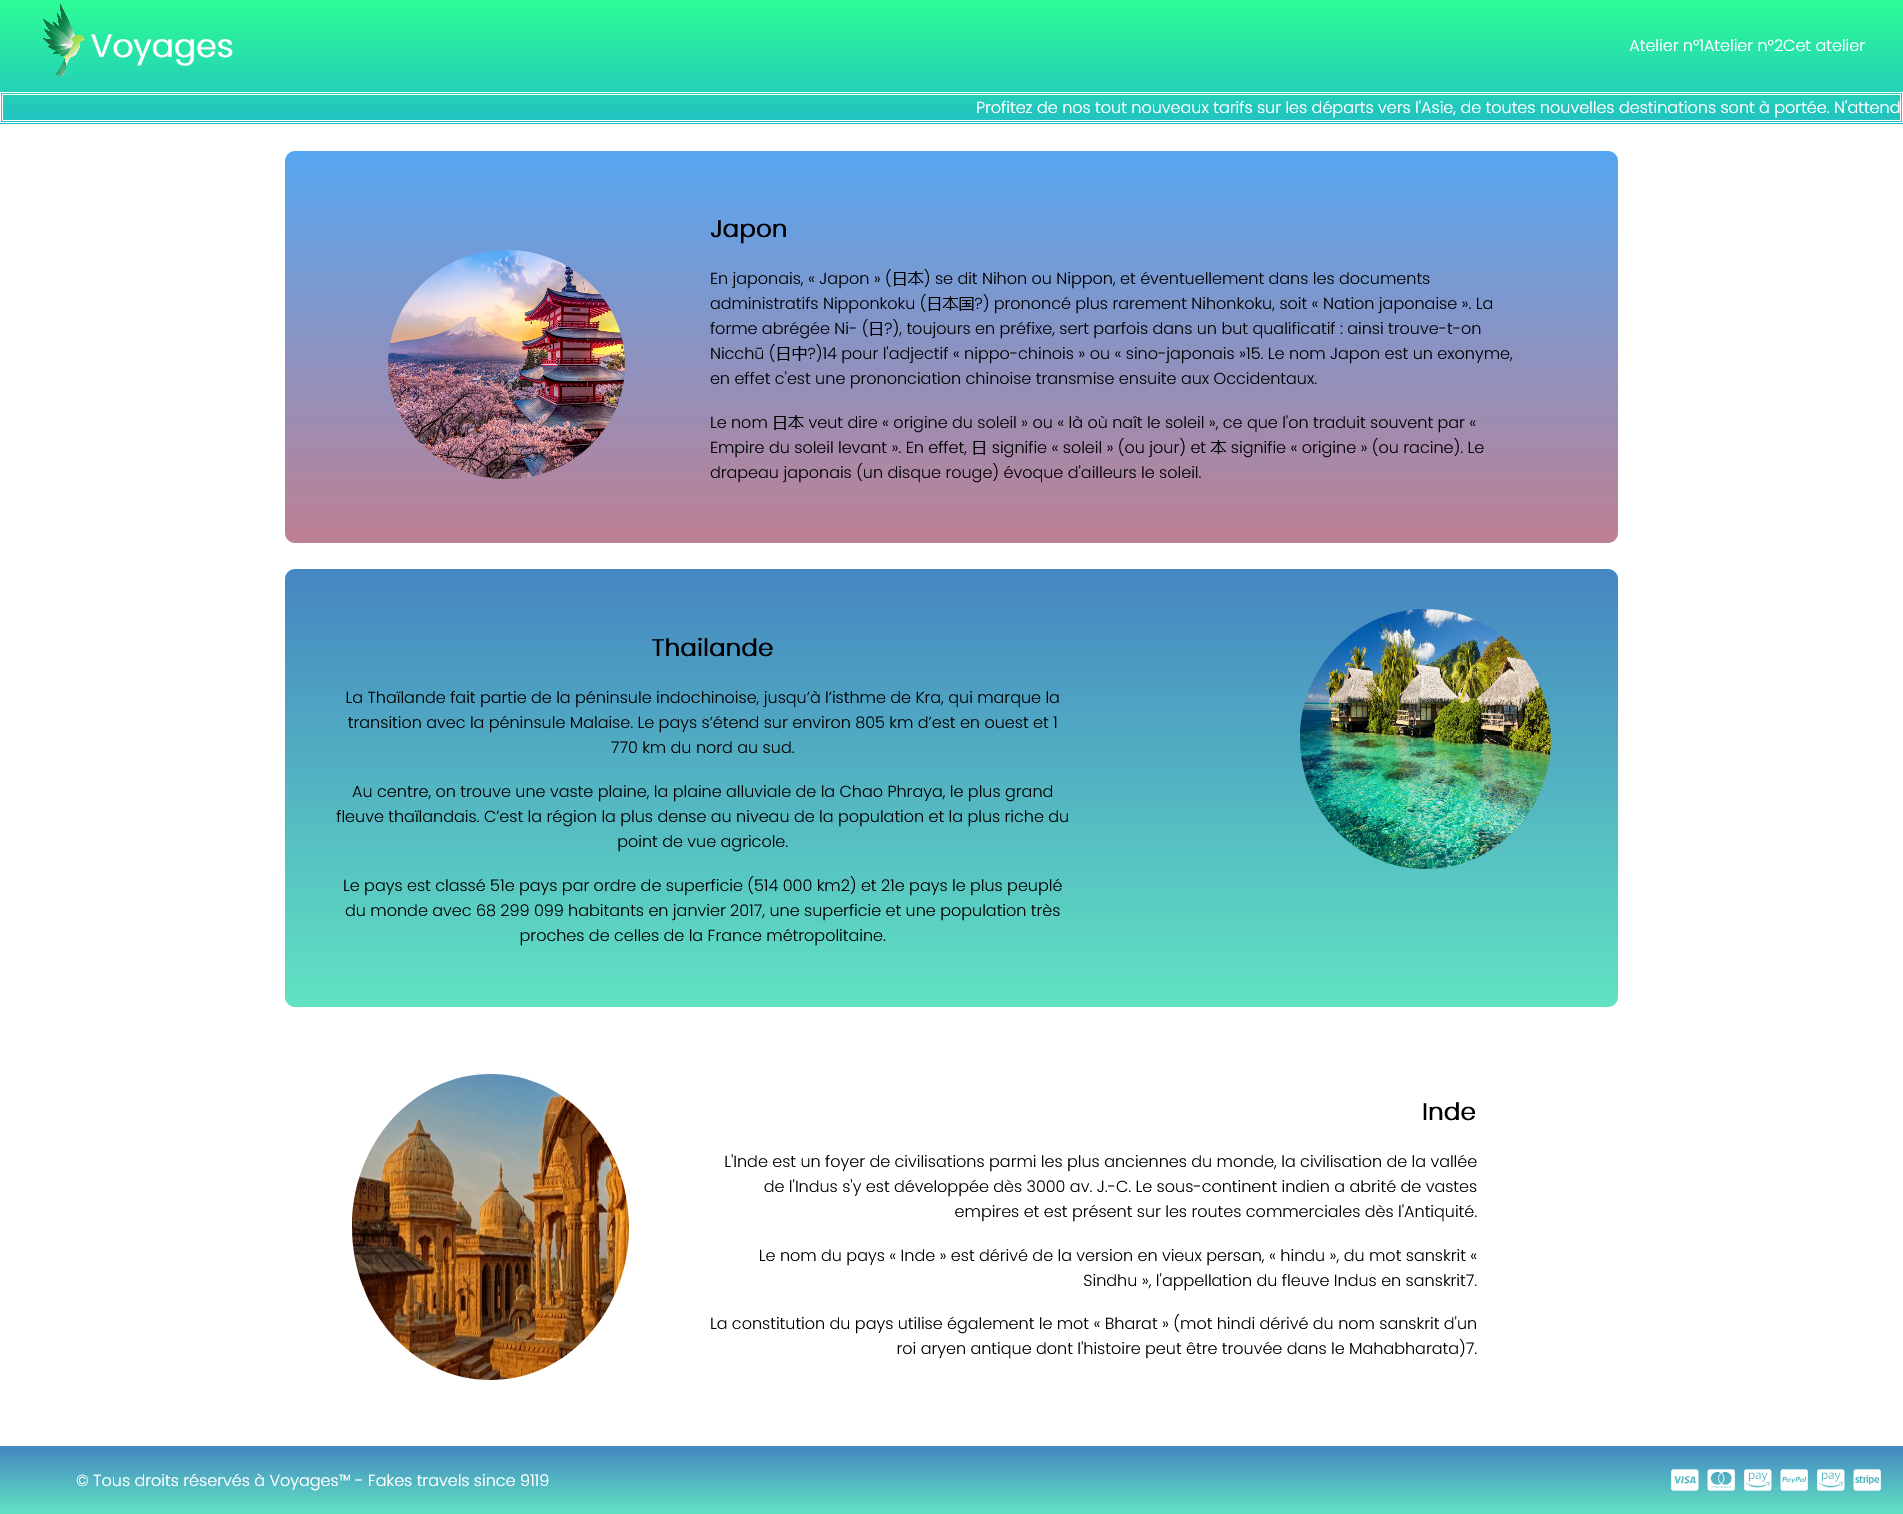 Voyages
Atelier n°1Atelier n°2Cet atelier
Profitez de nos tout nouveaux tarifs sur les départs vers l'Asie, de toutes nouvelles destinations sont à portée. N'attend
Japon
En japonais, « Japon » (日本) se dit Nihon ou Nippon, et éventuellement dans les documents
administratifs Nipponkoku (日本国?) prononcé plus rarement Nihonkoku, soit « Nation japonaise ». La
forme abrégée Ni- (日?), toujours en préfixe, sert parfois dans un but qualificatif : ainsi trouve-t-on
Nicchū (日中?)14 pour l'adjectif « nippo-chinois » ou « sino-japonais »15. Le nom Japon est un exonyme,
en effet c'est une prononciation chinoise transmise ensuite aux Occidentaux.
Le nom 日本 veut dire « origine du soleil » ou « là où naît le soleil », ce que l'on traduit souvent par «
Empire du soleil levant ». En effet, 日 signifie « soleil » (ou jour) et 本 signifie « origine » (ou racine). Le
drapeau japonais (un disque rouge) évoque d'ailleurs le soleil.
Thailande
La Thaïlande fait partie de la péninsule indochinoise, jusqu’à l’isthme de Kra, qui marque la
transition avec la péninsule Malaise. Le pays s’étend sur environ 805 km d’est en ouest et 1
770 km du nord au sud.
Au centre, on trouve une vaste plaine, la plaine alluviale de la Chao Phraya, le plus grand
fleuve thaïlandais. C’est la région la plus dense au niveau de la population et la plus riche du
point de vue agricole.
Le pays est classé 51e pays par ordre de superficie (514 000 km2) et 21e pays le plus peuplé
du monde avec 68 299 099 habitants en janvier 2017, une superficie et une population très
proches de celles de la France métropolitaine.
Inde
L'Inde est un foyer de civilisations parmi les plus anciennes du monde, la civilisation de la vallée
de l'Indus s'y est développée dès 3000 av. J.-C. Le sous-continent indien a abrité de vastes
empires et est présent sur les routes commerciales dès l'Antiquité.
Le nom du pays « Inde » est dérivé de la version en vieux persan, « hindu », du mot sanskrit «
Sindhu », l'appellation du fleuve Indus en sanskrit7.
La constitution du pays utilise également le mot « Bharat » (mot hindi dérivé du nom sanskrit d'un
roi aryen antique dont l'histoire peut être trouvée dans le Mahabharata)7.
© Tous droits réservés à Voyages™ - Fakes travels since 9119
VISA pay PayPal pay stripe